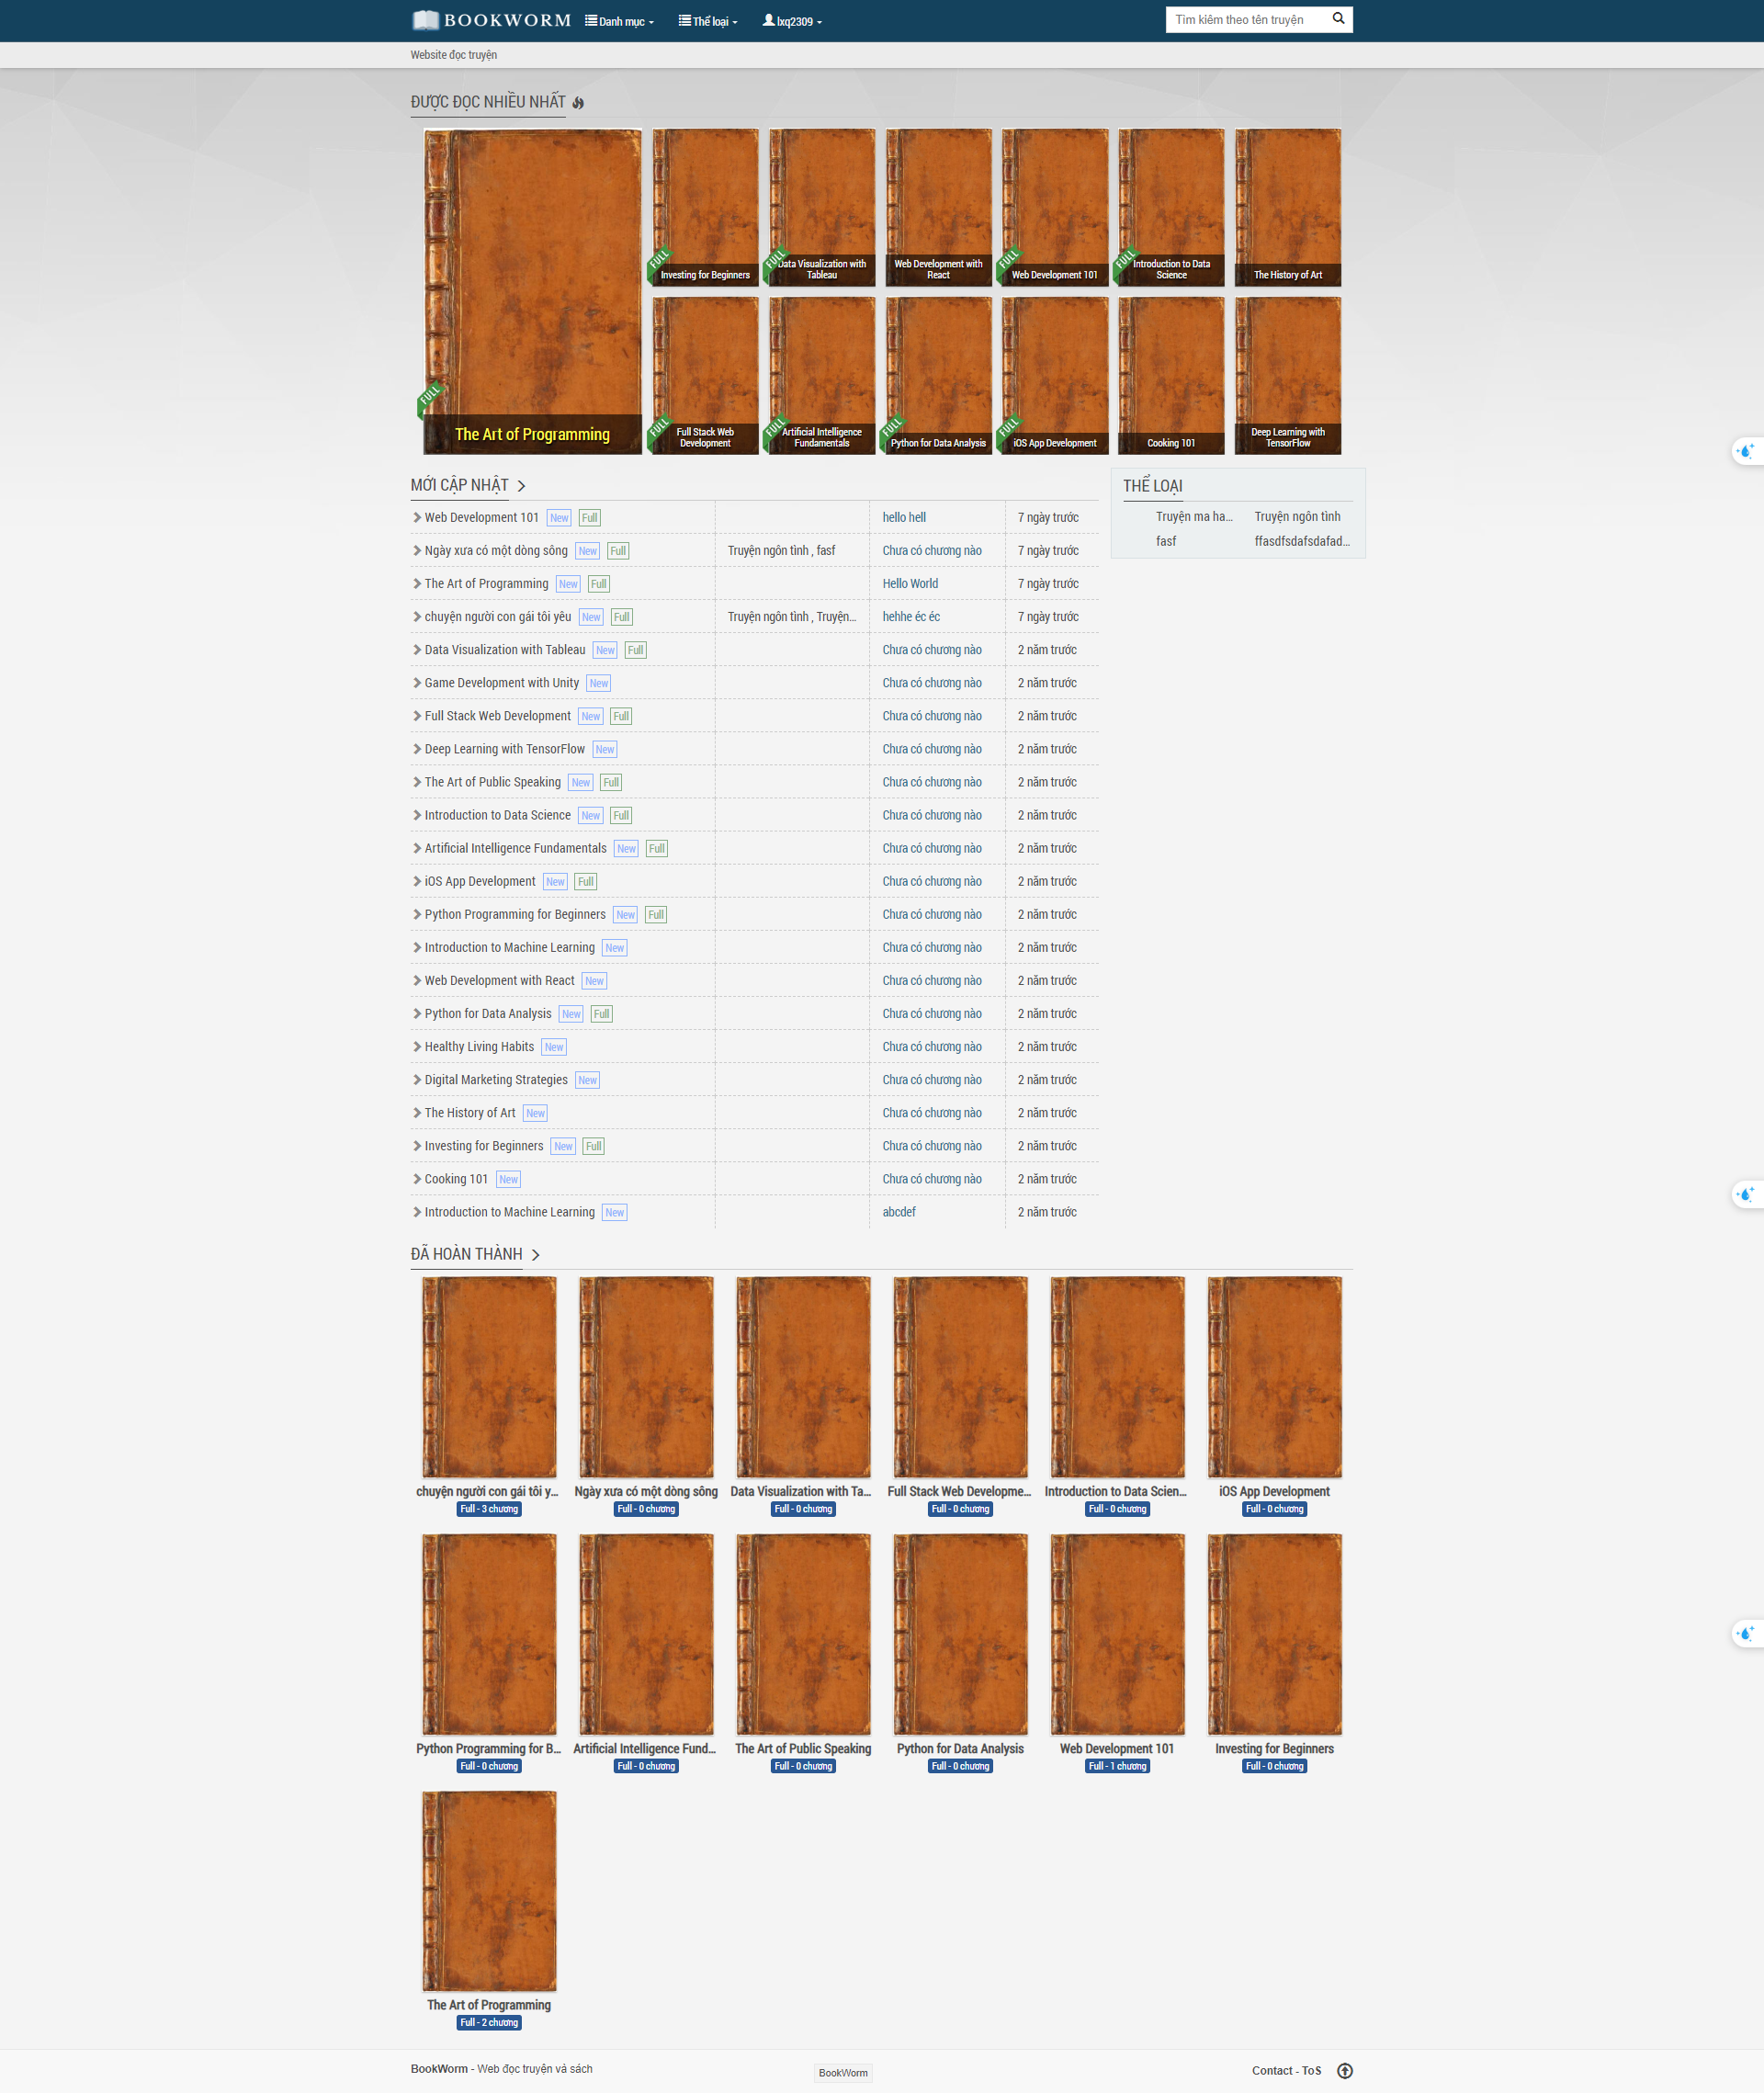 BOOKWORM Danh mục Thể loại lxq2309 Tìm kiếm theo tên truyện
Website đọc truyện
ĐƯỢC ĐỌC NHIỀU NHẤT
FULL
The Art of Programming
FULL
Investing for Beginners
FULL
Data Visualization with
Tableau
Web Development with
React
FULL
Web Development 101
FULL
Introduction to Data
Science
The History of Art
FULL
Full Stack Web
Development
FULL
Artificial Intelligence
Fundamentals
FULL
Python for Data Analysis
FULL
iOS App Development
Cooking 101
Deep Learning with
TensorFlow
MỚI CẬP NHẬT
Web Development 101 New Full hello hell 7 ngày trước
Ngày xưa có một dòng sông New Full Truyện ngôn tình , fasf Chưa có chương nào 7 ngày trước
The Art of Programming New Full Hello World 7 ngày trước
chuyện người con gái tôi yêu New Full Truyện ngôn tình , Truyện... hehhe éc éc 7 ngày trước
Data Visualization with Tableau New Full Chưa có chương nào 2 năm trước
Game Development with Unity New Chưa có chương nào 2 năm trước
Full Stack Web Development New Full Chưa có chương nào 2 năm trước
Deep Learning with TensorFlow New Chưa có chương nào 2 năm trước
The Art of Public Speaking New Full Chưa có chương nào 2 năm trước
Introduction to Data Science New Full Chưa có chương nào 2 năm trước
Artificial Intelligence Fundamentals New Full Chưa có chương nào 2 năm trước
iOS App Development New Full Chưa có chương nào 2 năm trước
Python Programming for Beginners New Full Chưa có chương nào 2 năm trước
Introduction to Machine Learning New Chưa có chương nào 2 năm trước
Web Development with React New Chưa có chương nào 2 năm trước
Python for Data Analysis New Full Chưa có chương nào 2 năm trước
Healthy Living Habits New Chưa có chương nào 2 năm trước
Digital Marketing Strategies New Chưa có chương nào 2 năm trước
The History of Art New Chưa có chương nào 2 năm trước
Investing for Beginners New Full Chưa có chương nào 2 năm trước
Cooking 101 New Chưa có chương nào 2 năm trước
Introduction to Machine Learning New abcdef 2 năm trước
THỂ LOẠI
Truyện ma ha... Truyện ngôn tình
fasf ffasdfsdafsdafad...
ĐÃ HOÀN THÀNH
chuyện người con gái tôi y... Ngày xưa có một dòng sông Data Visualization with Ta... Full Stack Web Developme... Introduction to Data Scien... iOS App Development
Full - 3 chương Full - 0 chương Full - 0 chương Full - 0 chương Full - 0 chương Full - 0 chương
Python Programming for B... Artificial Intelligence Fund... The Art of Public Speaking Python for Data Analysis Web Development 101 Investing for Beginners
Full - 0 chương Full - 0 chương Full - 0 chương Full - 0 chương Full - 1 chương Full - 0 chương
The Art of Programming
Full - 2 chương
BookWorm - Web đọc truyện và sách BookWorm Contact - ToS